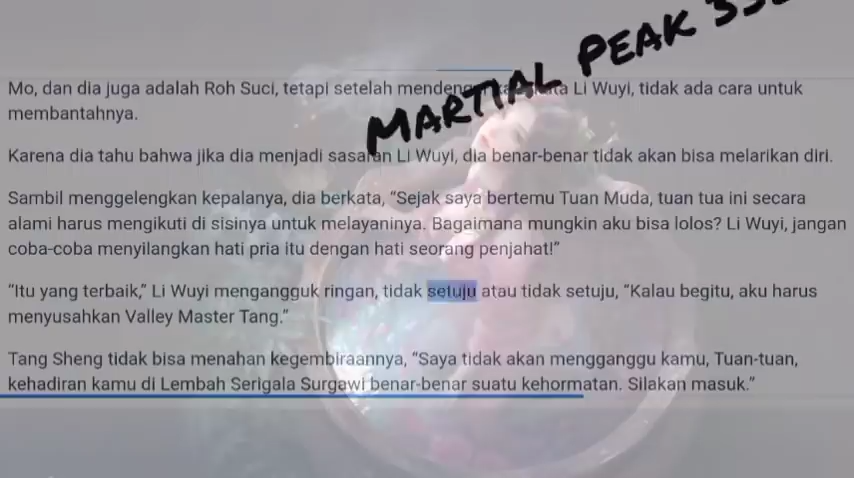 MARTIAL PEAK
Mo, dan dia juga adalah Roh Suci, tetapi setelah Li Wuyi, tidak ada cara untuk
membantahnya.
Karena dia tahu bahwa jika dia menjadi sasaran Li Wuyi, dia benar-benar tidak akan bisa melarikan diri.
Sambil menggelengkan kepalanya, dia berkata, “Sejak saya bertemu Tuan Muda, tuan tua ini secara
alami harus mengikuti di sisinya untuk melayaninya. Bagaimana mungkin aku bisa lolos? Li Wuyi, jangan
coba-coba menyilangkan hati pria itu dengan hati seorang penjahat!”
“Itu yang terbaik,” Li Wuyi mengangguk ringan, tidak setuju atau tidak setuju, “Kalau begitu, aku harus
menyusahkan Valley Master Tang.”
Tang Sheng tidak bisa menahan kegembiraannya, “Saya tidak akan mengganggu kamu, Tuan-tuan,
kehadiran kamu di Lembah Serigala Surgawi benar-benar suatu kehormatan. Silakan masuk.”